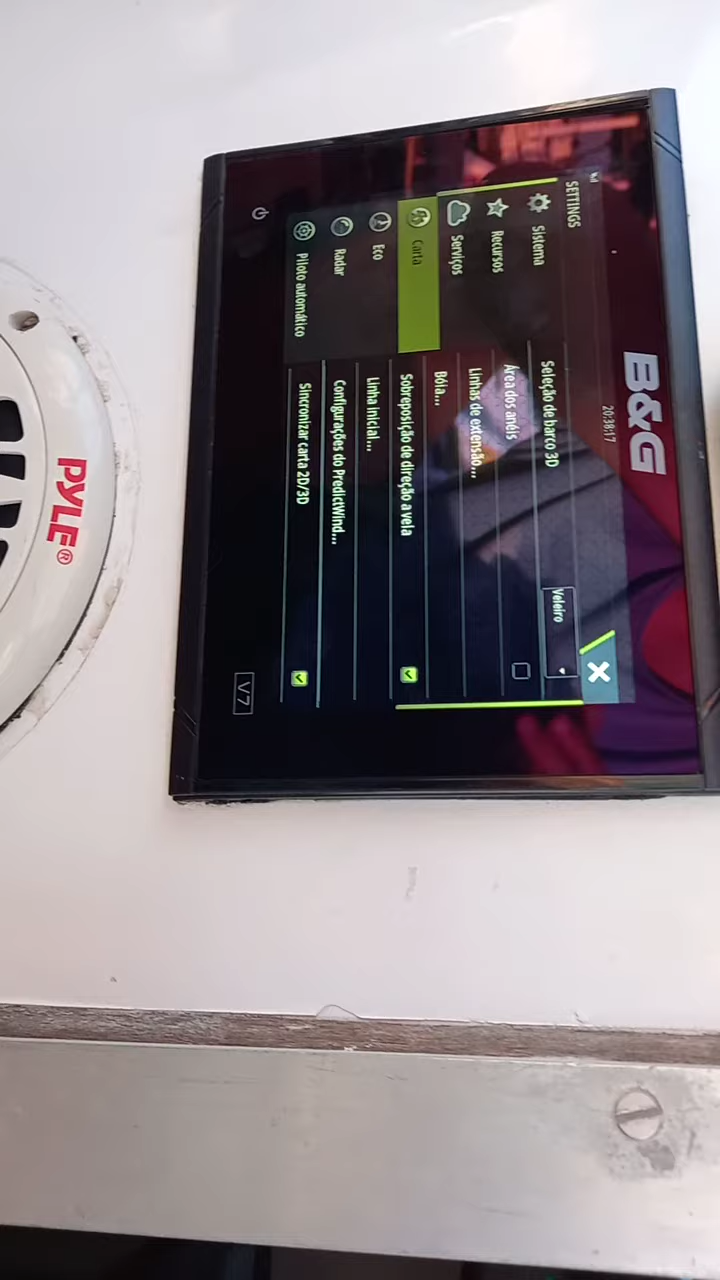 B&G
20:38:17
SETTINGS
Sistema
Recursos
Serviços
Carta
Eco
Radar
Piloto automático
Seleção de barco 3D
Veleiro
Área dos anéis
Linhas de extensão...
Bóia...
Sobreposição de direção a vela
Linha inicial...
Configurações do PredictWind...
Sincronizar carta 2D/3D
V7
PYLE®